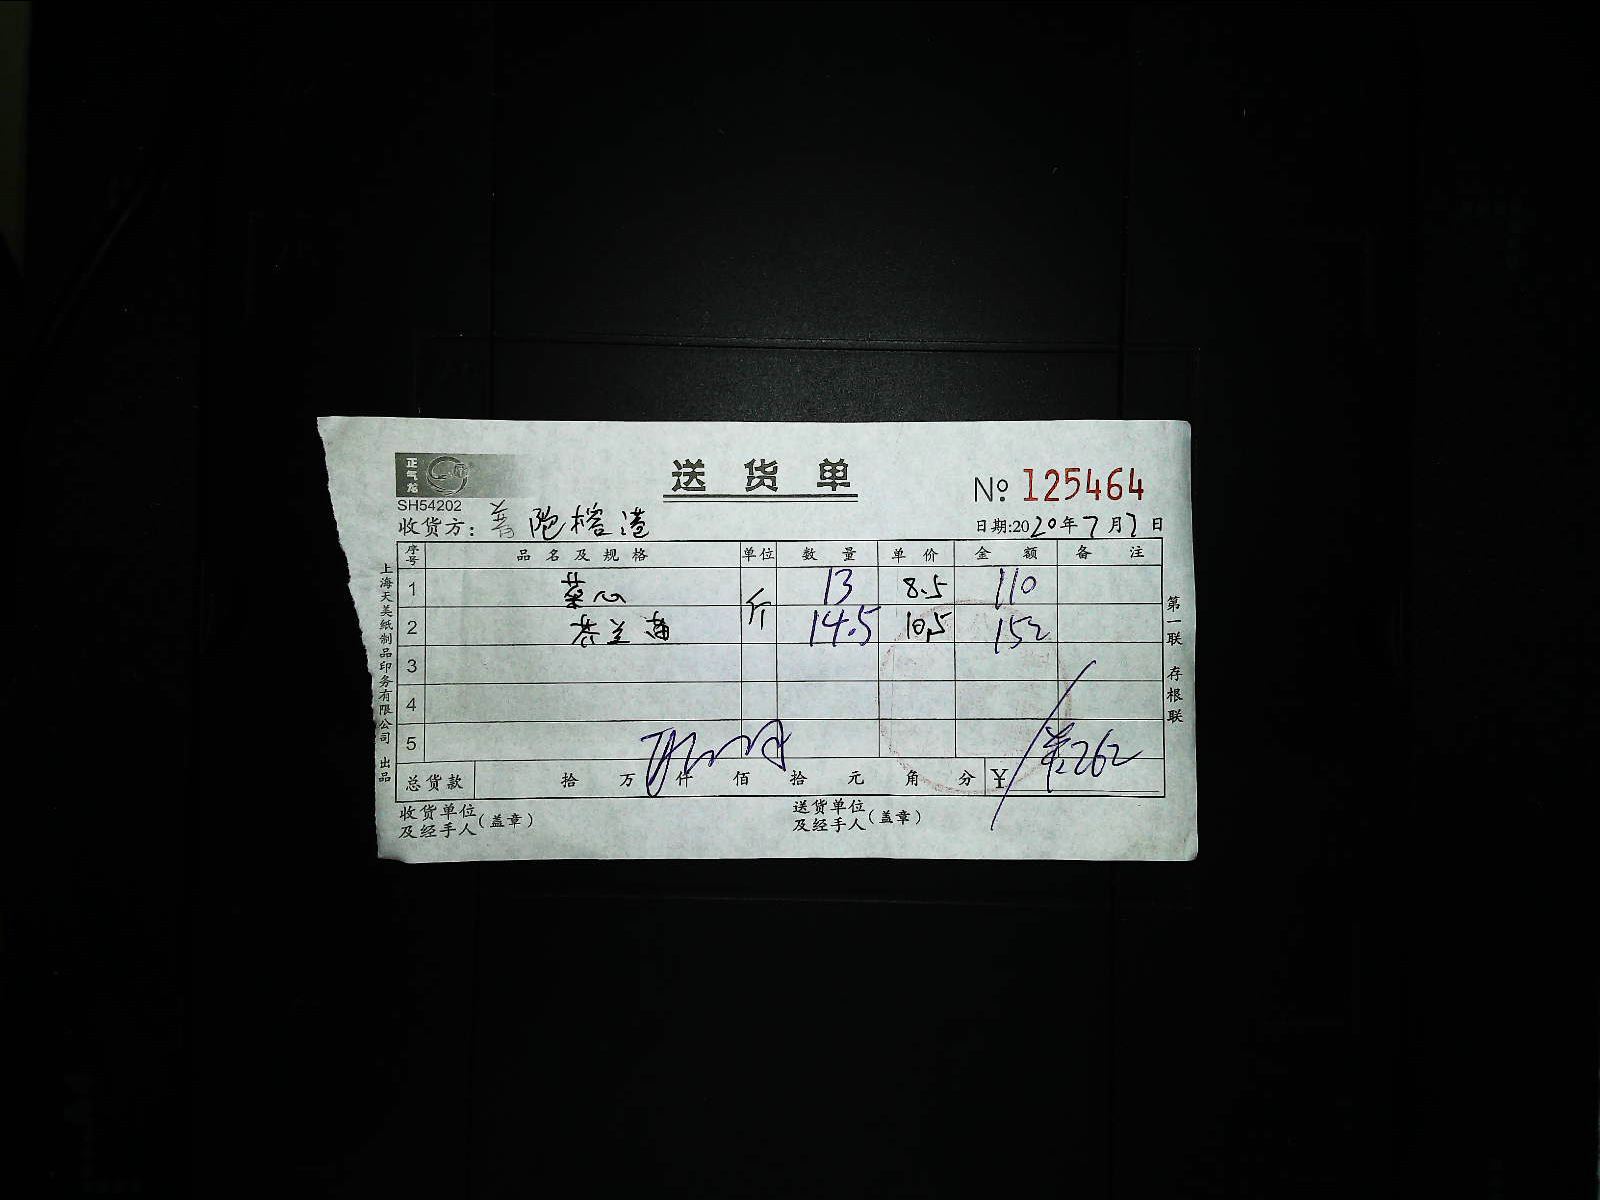 正气龙
送货单
SH54202
№ 125464
收货方: 普陀榕港
日期:2020年7月7日
序号 品名及规格 单位 数量 单价 金额 备注
1 菜心 斤 13 8.5 110
2 芥兰苗 14.5 10.5 152
3
4
5
总货款 拾 万 仟 佰 拾 元 角 分 ¥ 262
收货单位及经手人(盖章)
送货单位及经手人(盖章)
上海天美纸制品印务有限公司 出品
第一联 存根联